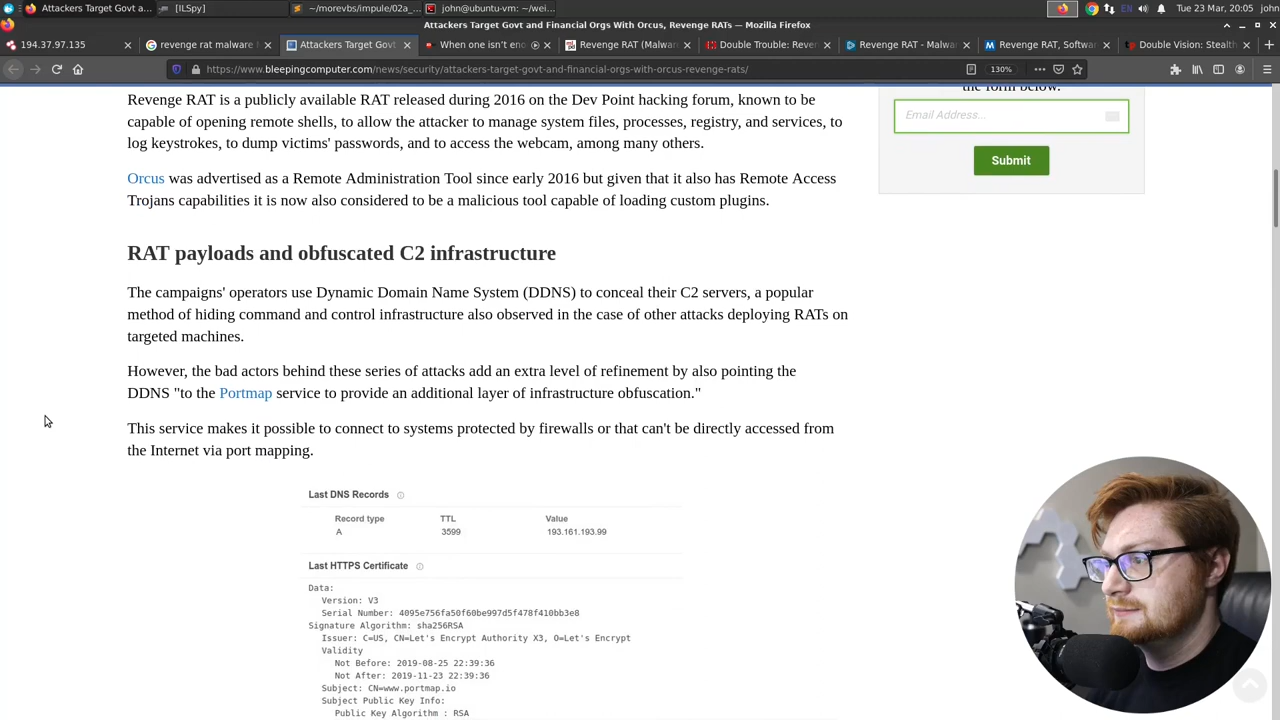 Attackers Target Govt a
[ILSpy]
~/morevbs/impule/02a_...
john@ubuntu-vm: ~/wei...
EN
Tue 23 Mar, 20:05
john
Attackers Target Govt and Financial Orgs With Orcus, Revenge RATs — Mozilla Firefox
194.37.97.135
revenge rat malware
Attackers Target Govt
When one isn't eno
Revenge RAT (Malwar
Double Trouble: Reve
Revenge RAT - Malwa
Revenge RAT, Softwar
Double Vision: Stealth
https://www.bleepingcomputer.com/news/security/attackers-target-govt-and-financial-orgs-with-orcus-revenge-rats/
130%
Revenge RAT is a publicly available RAT released during 2016 on the Dev Point hacking forum, known to be
capable of opening remote shells, to allow the attacker to manage system files, processes, registry, and services, to
log keystrokes, to dump victims' passwords, and to access the webcam, among many others.
Orcus was advertised as a Remote Administration Tool since early 2016 but given that it also has Remote Access
Trojans capabilities it is now also considered to be a malicious tool capable of loading custom plugins.
RAT payloads and obfuscated C2 infrastructure
The campaigns' operators use Dynamic Domain Name System (DDNS) to conceal their C2 servers, a popular
method of hiding command and control infrastructure also observed in the case of other attacks deploying RATs on
targeted machines.
However, the bad actors behind these series of attacks add an extra level of refinement by also pointing the
DDNS "to the Portmap service to provide an additional layer of infrastructure obfuscation."
This service makes it possible to connect to systems protected by firewalls or that can't be directly accessed from
the Internet via port mapping.
Last DNS Records
Record type TTL Value
A 3599 193.161.193.99
Last HTTPS Certificate
Data:
Version: V3
Serial Number: 4095e756fa50f60be997d5f478f410bb3e8
Signature Algorithm: sha256RSA
Issuer: C=US, CN=Let's Encrypt Authority X3, O=Let's Encrypt
Validity
Not Before: 2019-08-25 22:39:36
Not After: 2019-11-23 22:39:36
Subject: CN=www.portmap.io
Subject Public Key Info:
Public Key Algorithm : RSA
the form below.
Email Address...
Submit